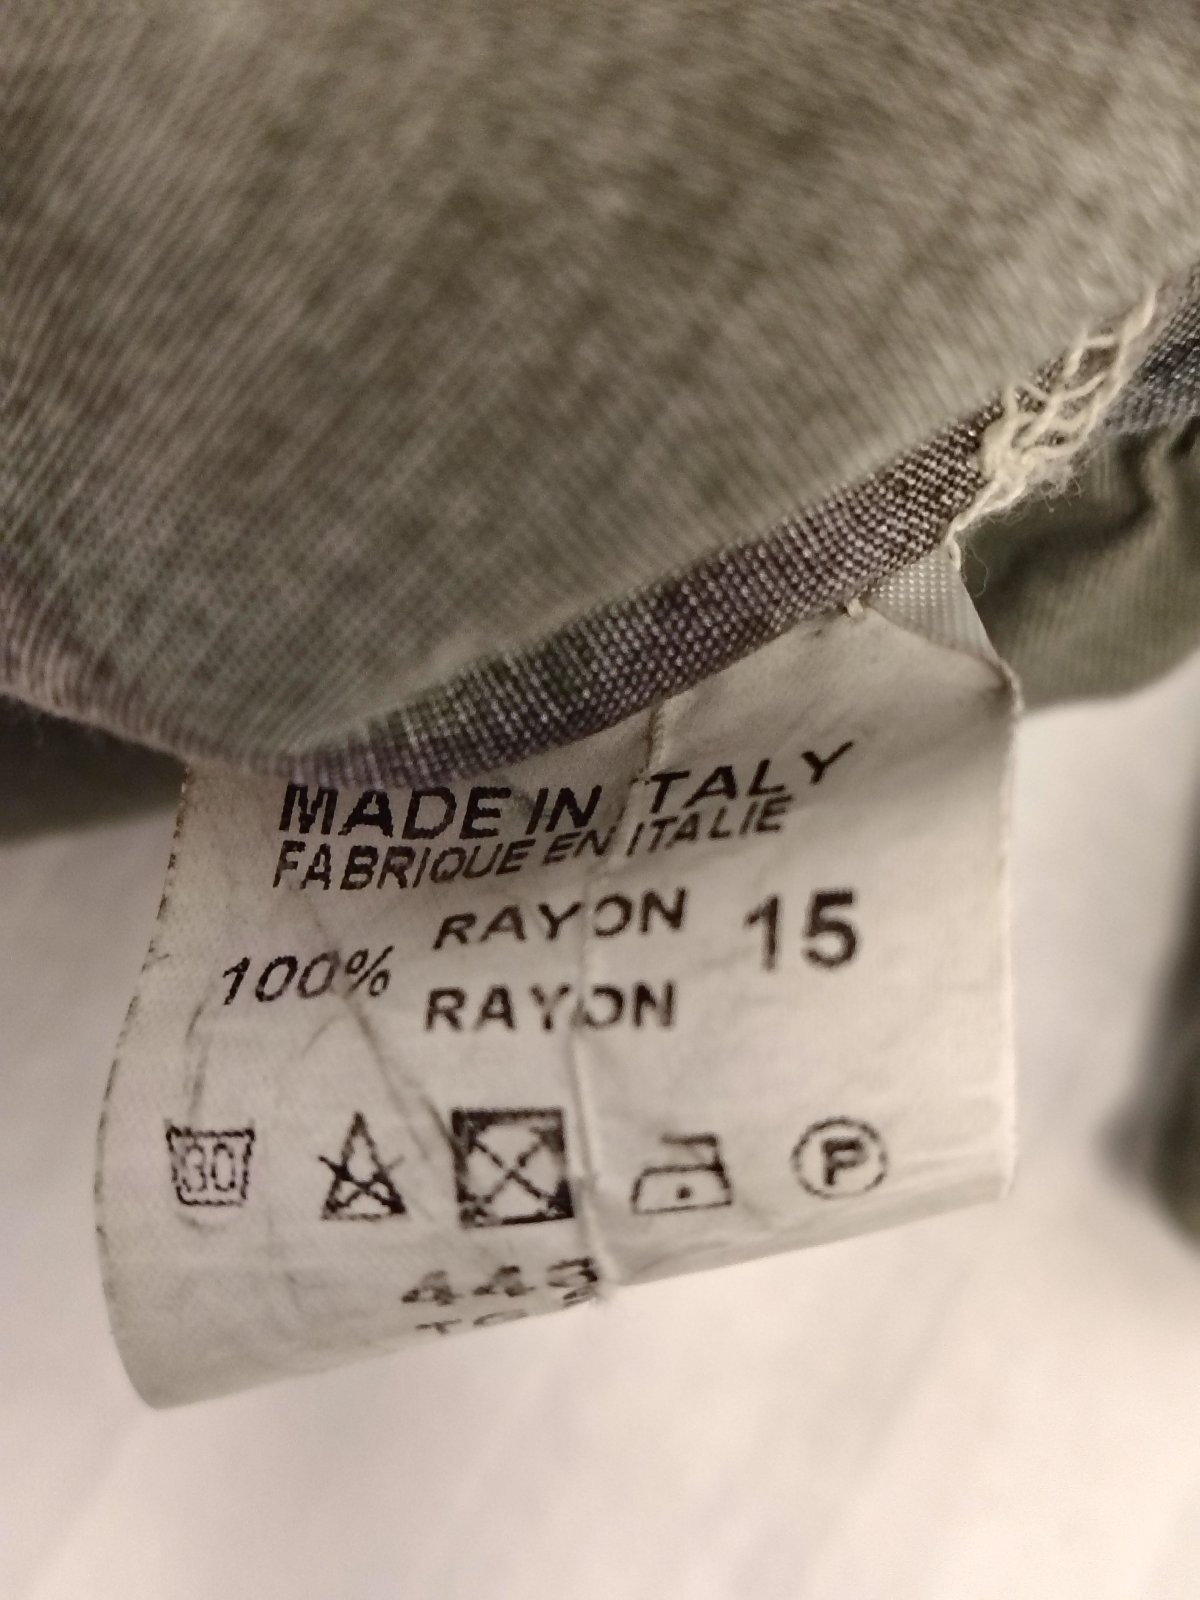 MADE IN ITALY
FABRIQUE EN ITALIE
100% RAYON 15
RAYON
30
P